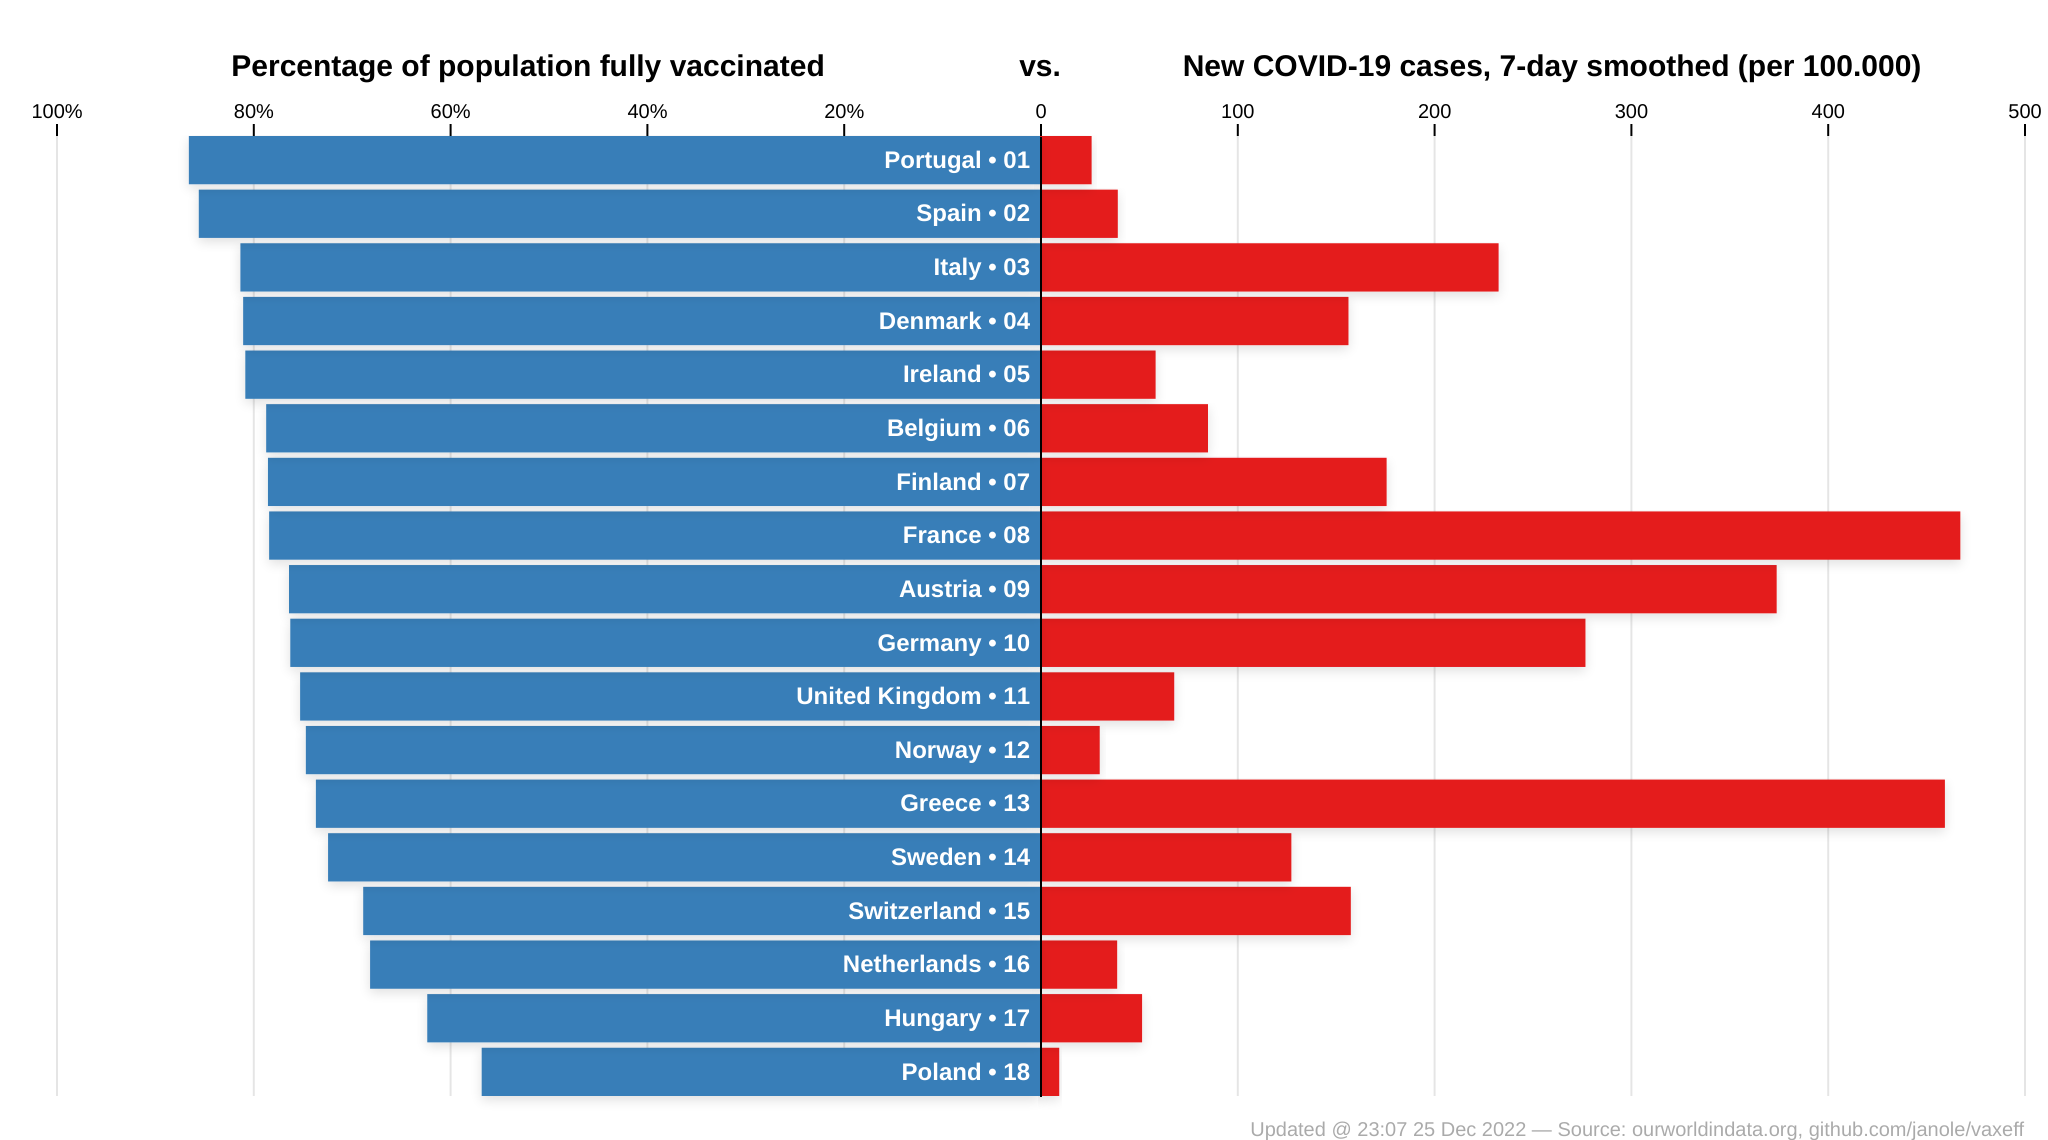 Percentage of population fully vaccinated vs. New COVID-19 cases, 7-day smoothed (per 100.000)
100% 80% 60% 40% 20% 0 100 200 300 400 500
Portugal • 01
Spain • 02
Italy • 03
Denmark • 04
Ireland • 05
Belgium • 06
Finland • 07
France • 08
Austria • 09
Germany • 10
United Kingdom • 11
Norway • 12
Greece • 13
Sweden • 14
Switzerland • 15
Netherlands • 16
Hungary • 17
Poland • 18
Updated @ 23:07 25 Dec 2022 — Source: ourworldindata.org, github.com/janole/vaxeff